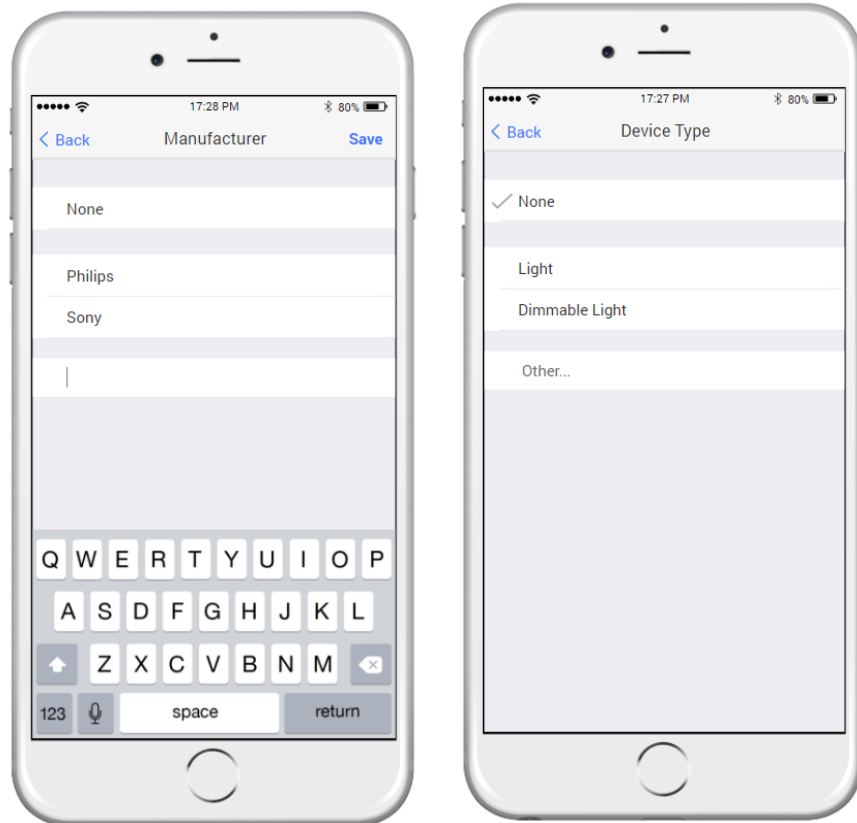 17:28 PM
80%
Back
Manufacturer
Save
None
Philips
Sony
Q W E R T Y U I O P
A S D F G H J K L
Z X C V B N M
123
space
return
17:27 PM
80%
Back
Device Type
None
Light
Dimmable Light
Other...